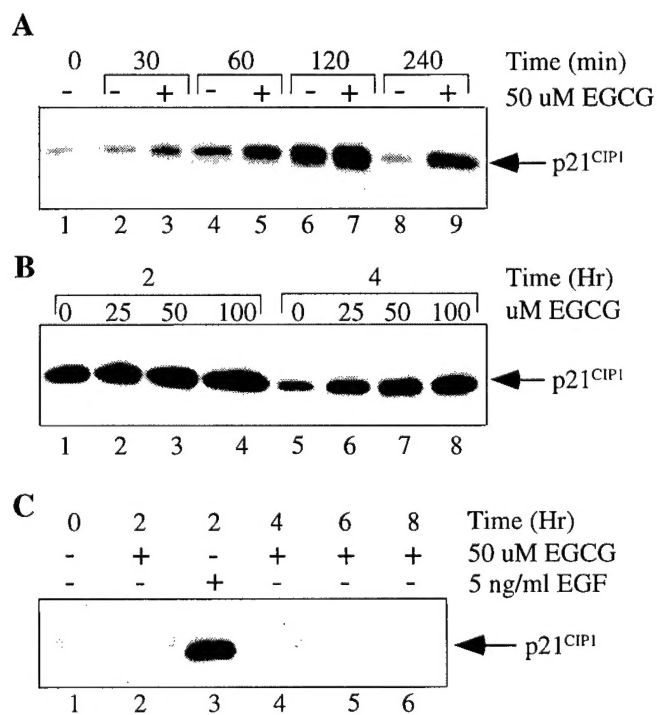 A
0 30 60 120 240 Time (min)
- - + - + - + - + 50 uM EGCG
p21CIP1
1 2 3 4 5 6 7 8 9
B
2 4 Time (Hr)
0 25 50 100 0 25 50 100 uM EGCG
p21CIP1
1 2 3 4 5 6 7 8
C
0 2 2 4 6 8 Time (Hr)
- + - + + + 50 uM EGCG
- - + - - - 5 ng/ml EGF
p21CIP1
1 2 3 4 5 6